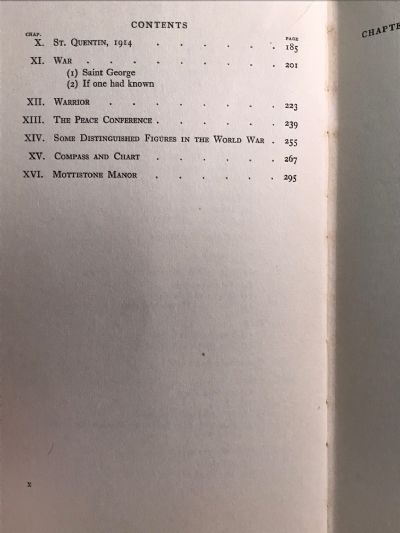 CONTENTS
CHAP. PAGE
X. ST. QUENTIN, 1914 . . . . . . 185
XI. WAR . . . . . . . . 201
(1) Saint George
(2) If one had known
XII. WARRIOR . . . . . . . 223
XIII. THE PEACE CONFERENCE . . . . . . 239
XIV. SOME DISTINGUISHED FIGURES IN THE WORLD WAR . 255
XV. COMPASS AND CHART . . . . . . 267
XVI. MOTTISTONE MANOR . . . . . . 295
x
CHAPTE